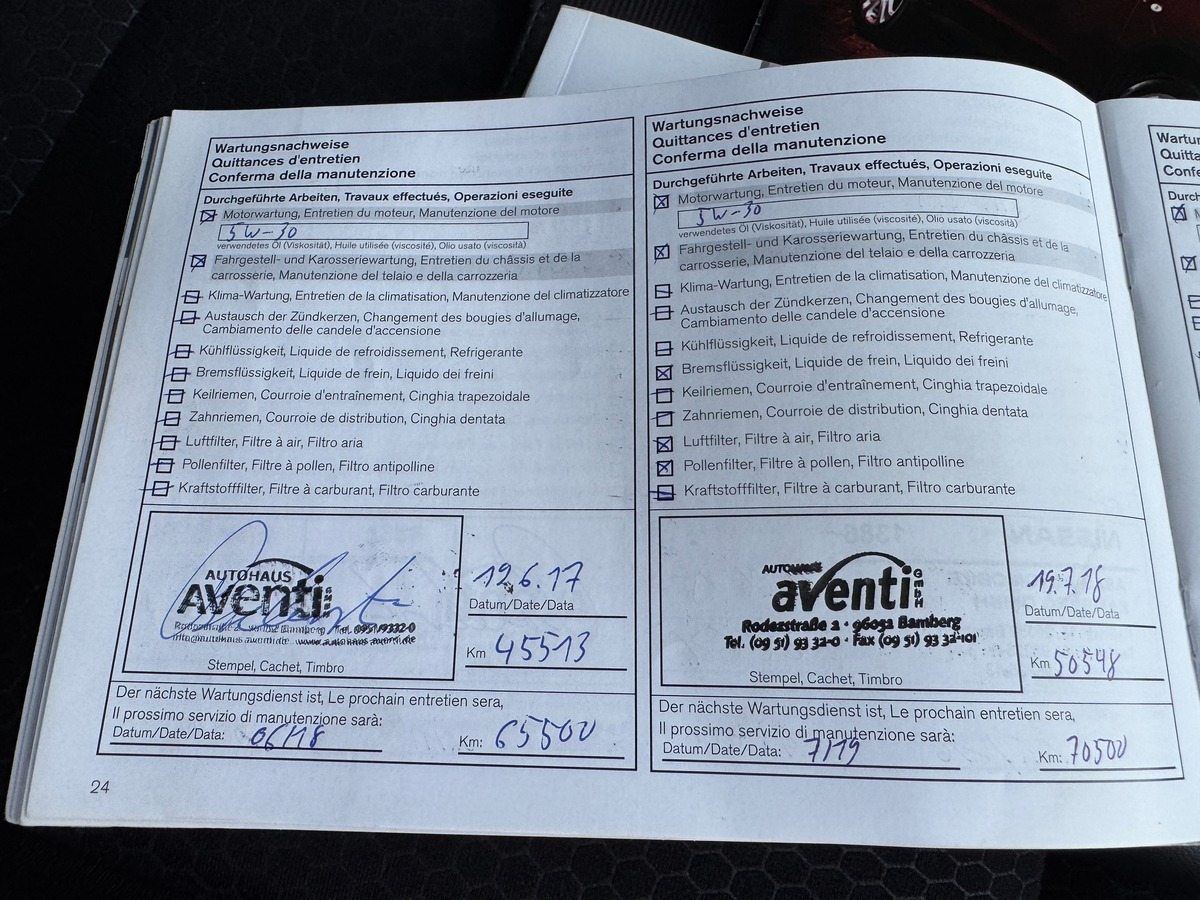 Wartungsnachweise
Quittances d'entretien
Conferma della manutenzione
Durchgeführte Arbeiten, Travaux effectués, Operazioni eseguite
Motorwartung, Entretien du moteur, Manutenzione del motore
5W-30
verwendetes Öl (Viskosität), Huile utilisée (viscosité), Olio usato (viscosità)
Fahrgestell- und Karosseriewartung, Entretien du châssis et de la
carrosserie, Manutenzione del telaio e della carrozzeria
Klima-Wartung, Entretien de la climatisation, Manutenzione del climatizzatore
Austausch der Zündkerzen, Changement des bougies d'allumage,
Cambiamento delle candele d'accensione
Kühlflüssigkeit, Liquide de refroidissement, Refrigerante
Bremsflüssigkeit, Liquide de frein, Liquido dei freini
Keilriemen, Courroie d'entraînement, Cinghia trapezoidale
Zahnriemen, Courroie de distribution, Cinghia dentata
Luftfilter, Filtre à air, Filtro aria
Pollenfilter, Filtre à pollen, Filtro antipolline
Kraftstofffilter, Filtre à carburant, Filtro carburante
AUTOHAUS
aventi
Bamberg Tel. 0951/9332-0
Stempel, Cachet, Timbro
12.6.17
Datum/Date/Data
Km 45513
Der nächste Wartungsdienst ist, Le prochain entretien sera,
Il prossimo servizio di manutenzione sarà:
Datum/Date/Data: 06/18
Km: 65500
24
Wartungsnachweise
Quittances d'entretien
Conferma della manutenzione
Durchgeführte Arbeiten, Travaux effectués, Operazioni eseguite
Motorwartung, Entretien du moteur, Manutenzione del motore
5W-30
verwendetes Öl (Viskosität), Huile utilisée (viscosité), Olio usato (viscosità)
Fahrgestell- und Karosseriewartung, Entretien du châssis et de la
carrosserie, Manutenzione del telaio e della carrozzeria
Klima-Wartung, Entretien de la climatisation, Manutenzione del climatizzatore
Austausch der Zündkerzen, Changement des bougies d'allumage,
Cambiamento delle candele d'accensione
Kühlflüssigkeit, Liquide de refroidissement, Refrigerante
Bremsflüssigkeit, Liquide de frein, Liquido dei freini
Keilriemen, Courroie d'entraînement, Cinghia trapezoidale
Zahnriemen, Courroie de distribution, Cinghia dentata
Luftfilter, Filtre à air, Filtro aria
Pollenfilter, Filtre à pollen, Filtro antipolline
Kraftstofffilter, Filtre à carburant, Filtro carburante
AUTOHAUS
aventi GmbH
Rodezstraße 2 · 96052 Bamberg
Tel. (09 51) 93 32-0 · Fax (09 51) 93 32-101
Stempel, Cachet, Timbro
19.7.18
Datum/Date/Data
Km 50548
Der nächste Wartungsdienst ist, Le prochain entretien sera,
Il prossimo servizio di manutenzione sarà:
Datum/Date/Data: 7/19
Km: 70500